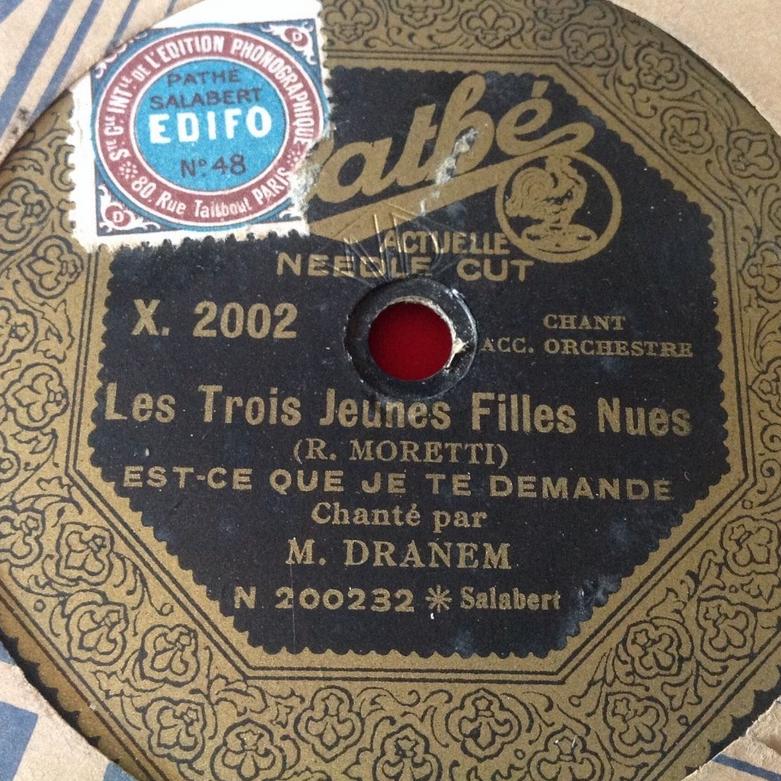 Sté Cle INTle DE L'EDITION PHONOGRAPHIQUE
PATHÉ
SALABERT
EDIFO
No. 48
80, Rue Taitbout PARIS
Pathé
ACTUELLE
NEEDLE CUT
X. 2002
CHANT
ACC. ORCHESTRE
Les Trois Jeunes Filles Nues
(R. MORETTI)
EST-CE QUE JE TE DEMANDE
Chanté par
M. DRANEM
N 200232 * Salabert